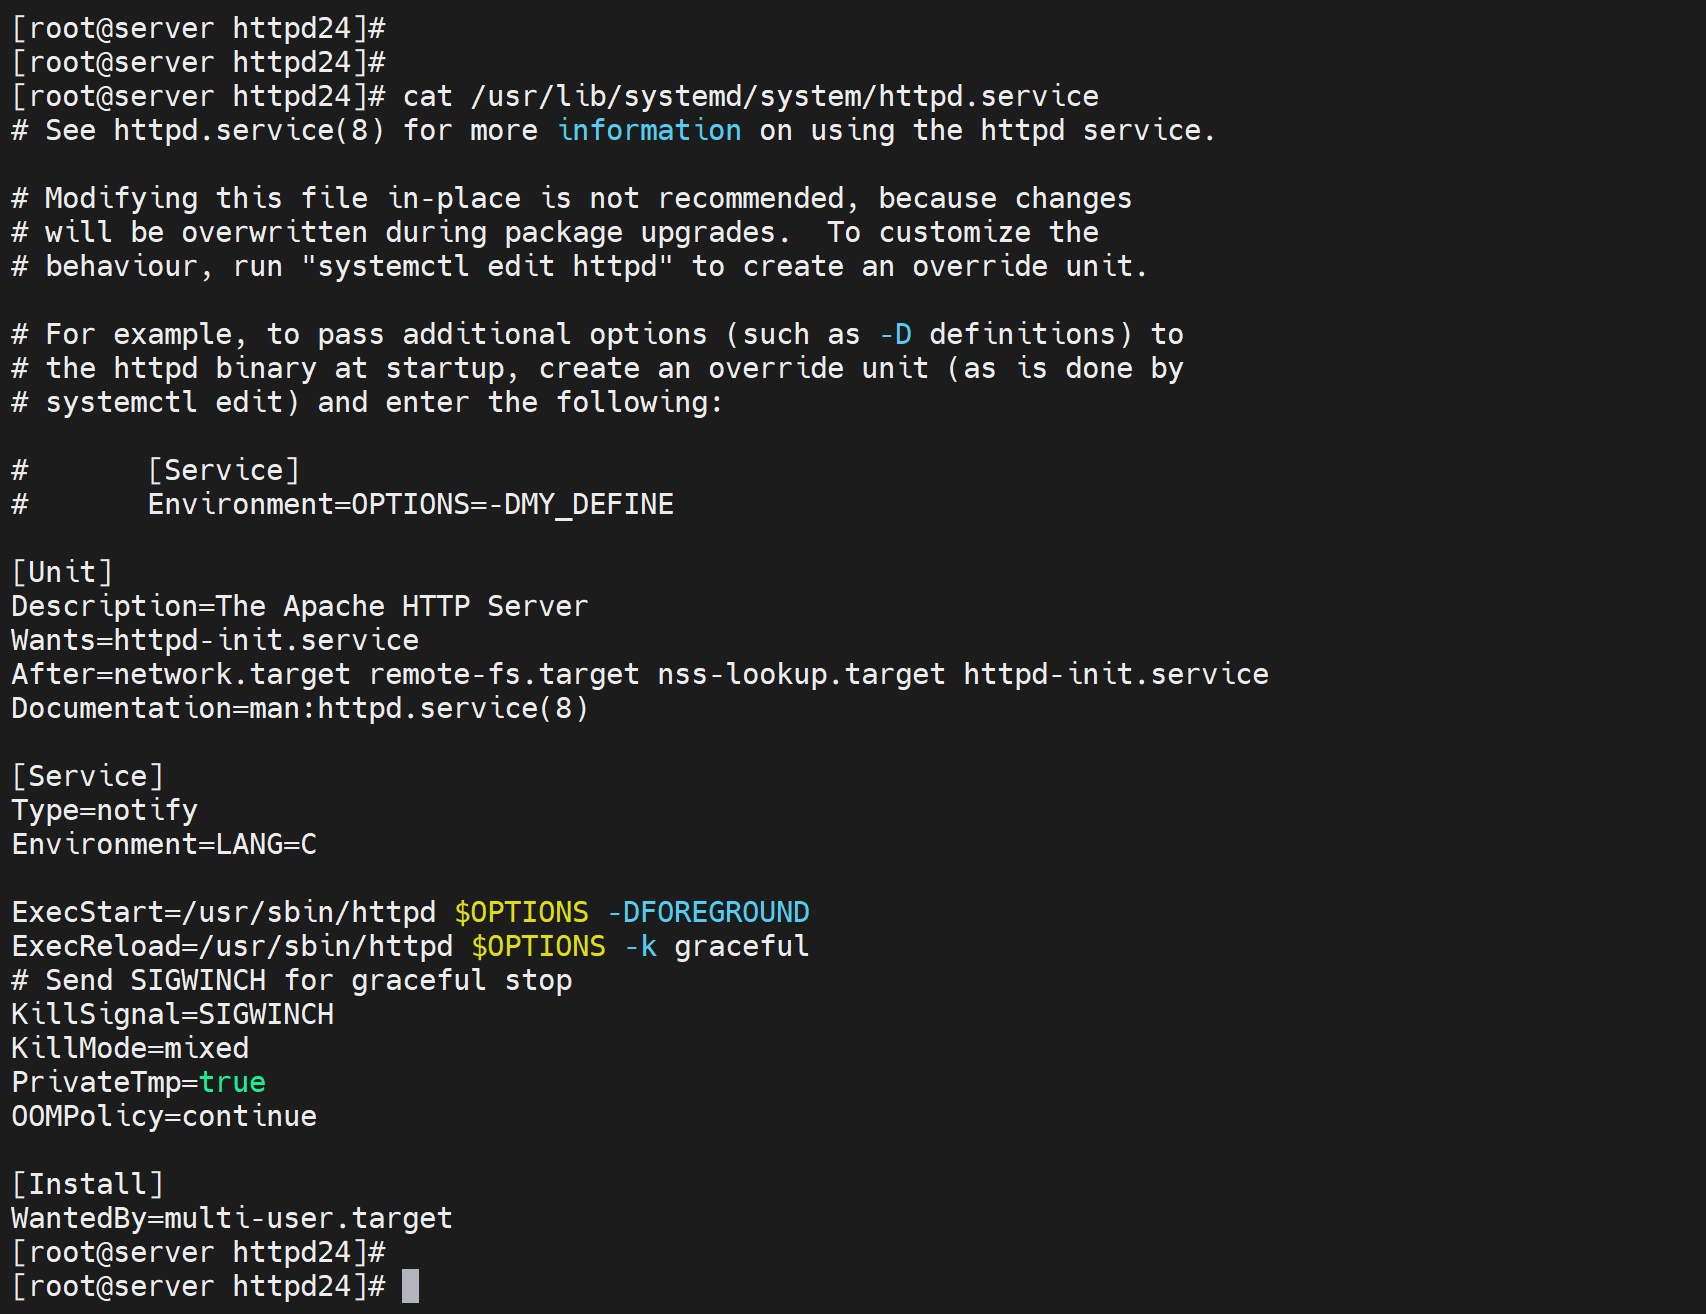 [root@server httpd24]#
[root@server httpd24]#
[root@server httpd24]# cat /usr/lib/systemd/system/httpd.service
# See httpd.service(8) for more information on using the httpd service.

# Modifying this file in-place is not recommended, because changes
# will be overwritten during package upgrades.  To customize the
# behaviour, run "systemctl edit httpd" to create an override unit.

# For example, to pass additional options (such as -D definitions) to
# the httpd binary at startup, create an override unit (as is done by
# systemctl edit) and enter the following:

#       [Service]
#       Environment=OPTIONS=-DMY_DEFINE

[Unit]
Description=The Apache HTTP Server
Wants=httpd-init.service
After=network.target remote-fs.target nss-lookup.target httpd-init.service
Documentation=man:httpd.service(8)

[Service]
Type=notify
Environment=LANG=C

ExecStart=/usr/sbin/httpd $OPTIONS -DFOREGROUND
ExecReload=/usr/sbin/httpd $OPTIONS -k graceful
# Send SIGWINCH for graceful stop
KillSignal=SIGWINCH
KillMode=mixed
PrivateTmp=true
OOMPolicy=continue

[Install]
WantedBy=multi-user.target
[root@server httpd24]#
[root@server httpd24]#